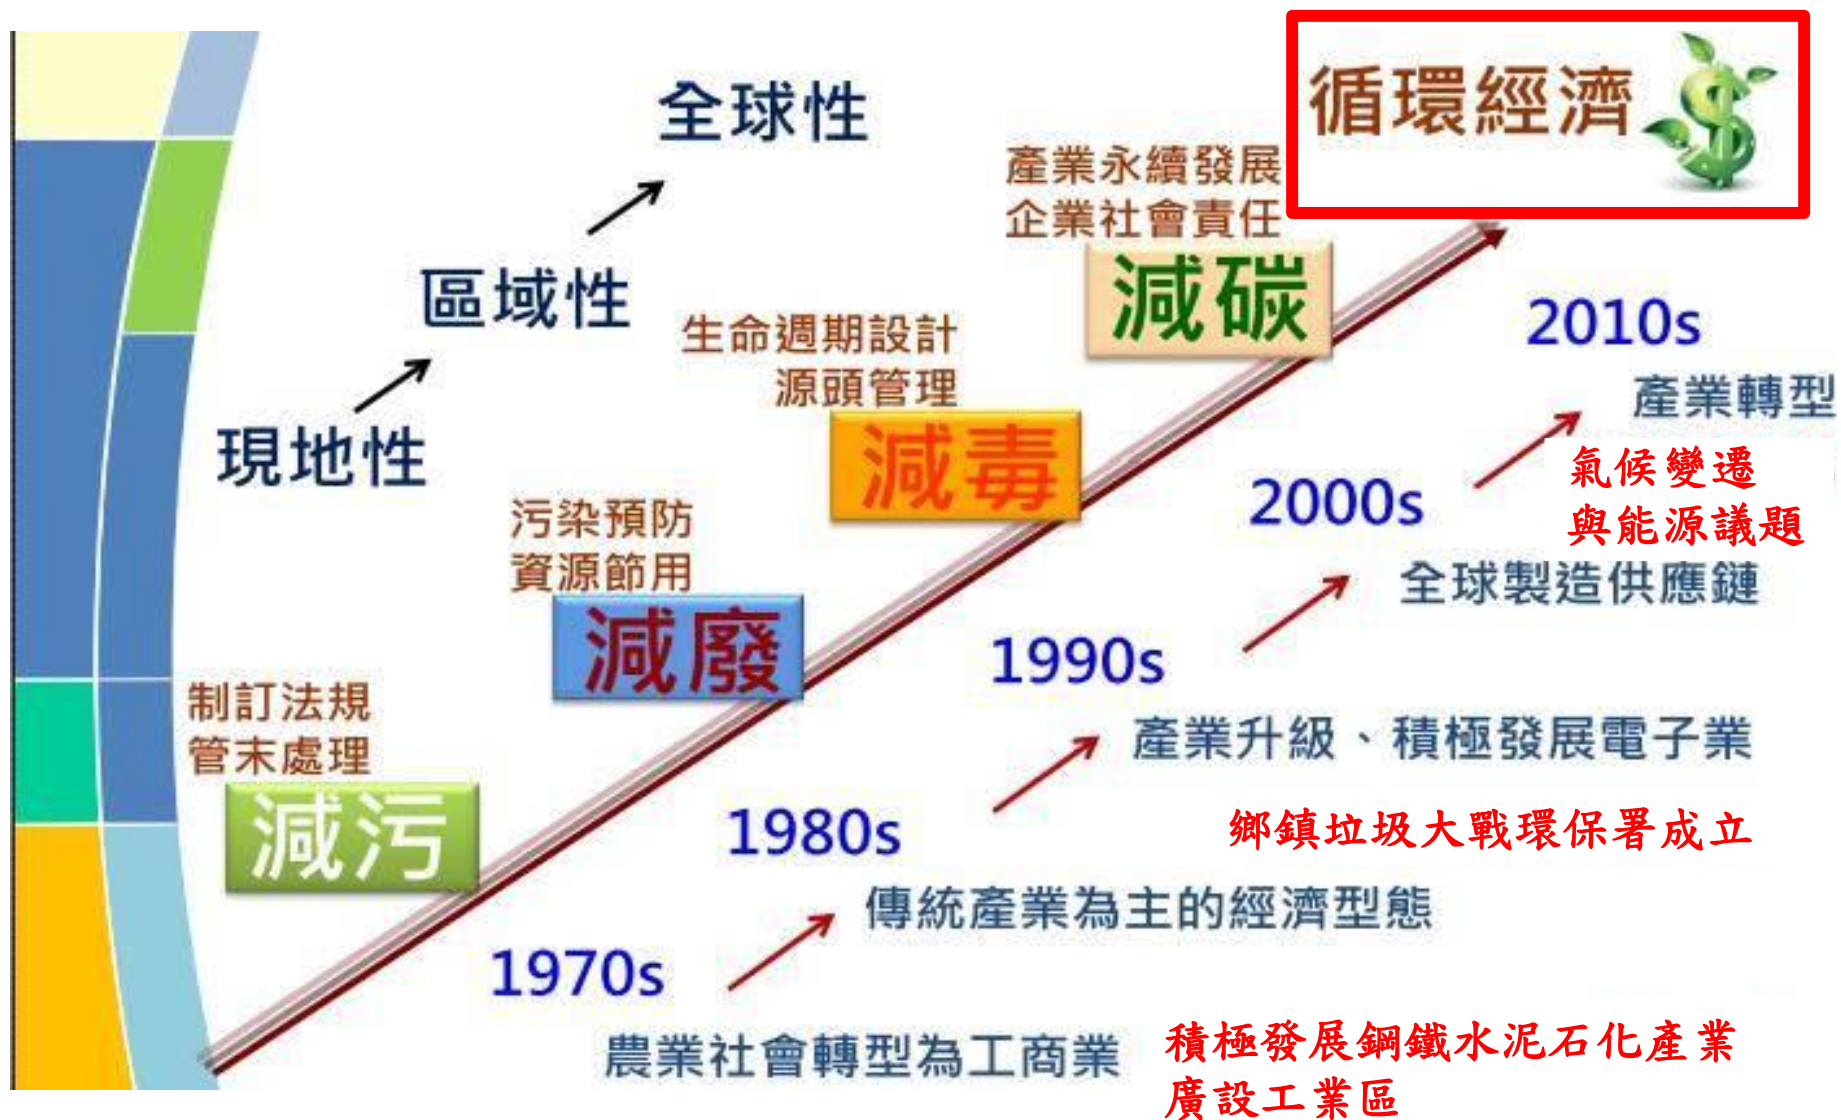 循環經濟
全球性
產業永續發展
企業社會責任
減碳
區域性
2010s
生命週期設計
源頭管理
產業轉型
減毒
現地性
氣候變遷
與能源議題
2000s
污染預防
資源節用
全球製造供應鏈
減廢
1990s
制訂法規
管末處理
產業升級、積極發展電子業
減污
1980s
鄉鎮垃圾大戰環保署成立
傳統產業為主的經濟型態
1970s
農業社會轉型為工商業
積極發展鋼鐵水泥石化產業
廣設工業區